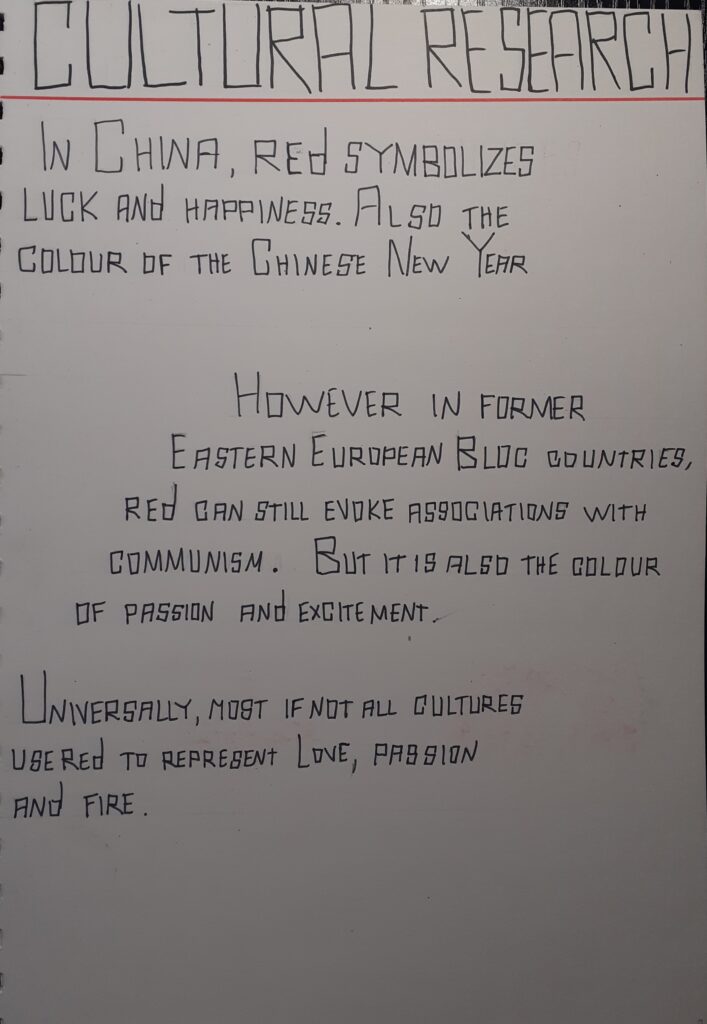 CULTURAL RESEARCH
IN CHINA, REd SYMBOLIZES
LUCK ANd HAPPINESS. ALSO THE
COLOUR OF THE CHINESE NEW YEAR
HOWEVER IN FORMER
EASTERN EUROPEAN BLOC COUNTRIES,
REd CAN STILL EVOKE ASSOCIATIONS WITH
COMMUNISM. BUT IT IS ALSO THE COLOUR
OF PASSION ANd EXCITEMENT.
UNIVERSALLY, MOST IF NOT ALL CULTURES
USE REd TO REPRESENT LOVE, PASSION
ANd FIRE.